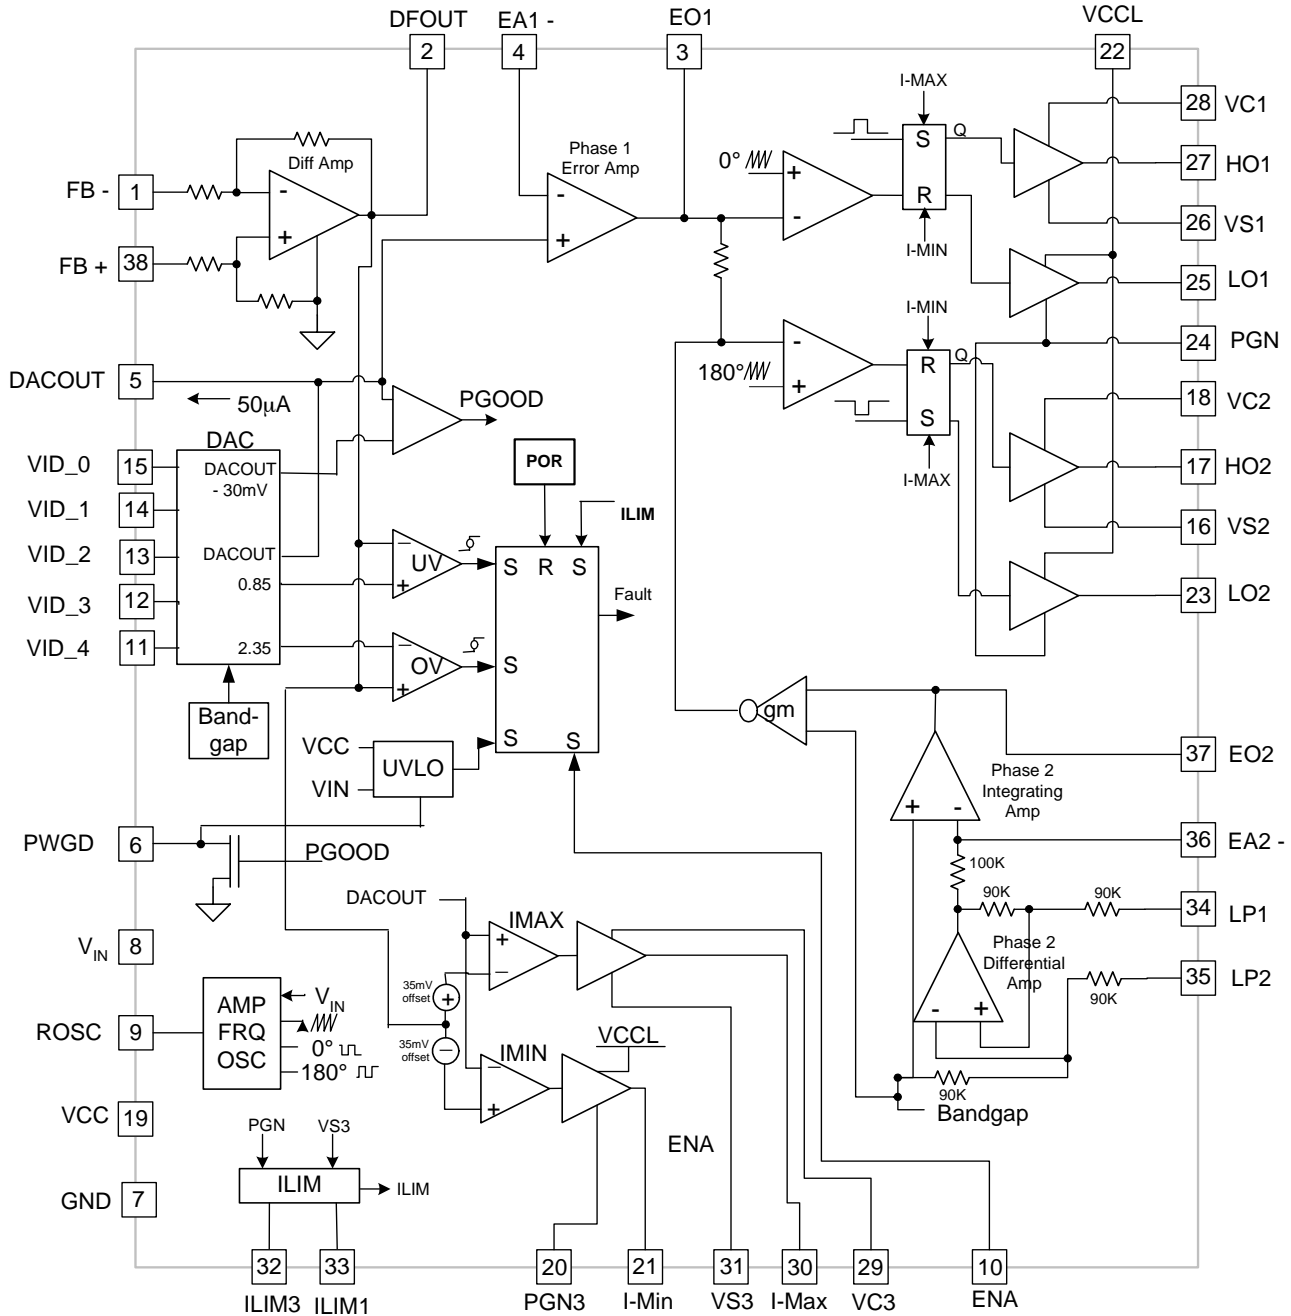 DFOUT EA1 - EO1 VCCL
2 4 3 22
I-MAX
28 VC1
S Q
Phase 1
Error Amp
0°
Diff Amp
+ -
27 HO1
FB - 1
-
+
-
+
R
26 VS1
FB + 38
I-MIN
25 LO1
I-MIN
24 PGN
-
+
180°
R Q
S
DACOUT 5
50µA
PGOOD
18 VC2
DAC
VID_0 15
DACOUT
- 30mV
POR
I-MAX
17 HO2
VID_1 14
ILIM
16 VS2
VID_2 13
DACOUT
−
UV
+
S R S
0.85
Fault
VID_3 12
23 LO2
VID_4 11
2.35
−
OV
+
S
Band-
gap
gm
VCC
VIN
UVLO
S S
37 EO2
Phase 2
Integrating
Amp
+ -
PWGD 6
PGOOD
36 EA2 -
100K
DACOUT
90K 90K
34 LP1
IMAX
+
−
VIN 8
Phase 2
Differential
Amp
- +
35 LP2
90K
35mV
offset
+
AMP
FRQ
OSC
VIN
0°
180°
ROSC 9
35mV
offset
−
VCCL
IMIN
−
+
90K
Bandgap
VCC 19
PGN VS3
ENA
ILIM
ILIM
GND 7
32 33 20 21 31 30 29 10
ILIM3 ILIM1 PGN3 I-Min VS3 I-Max VC3 ENA